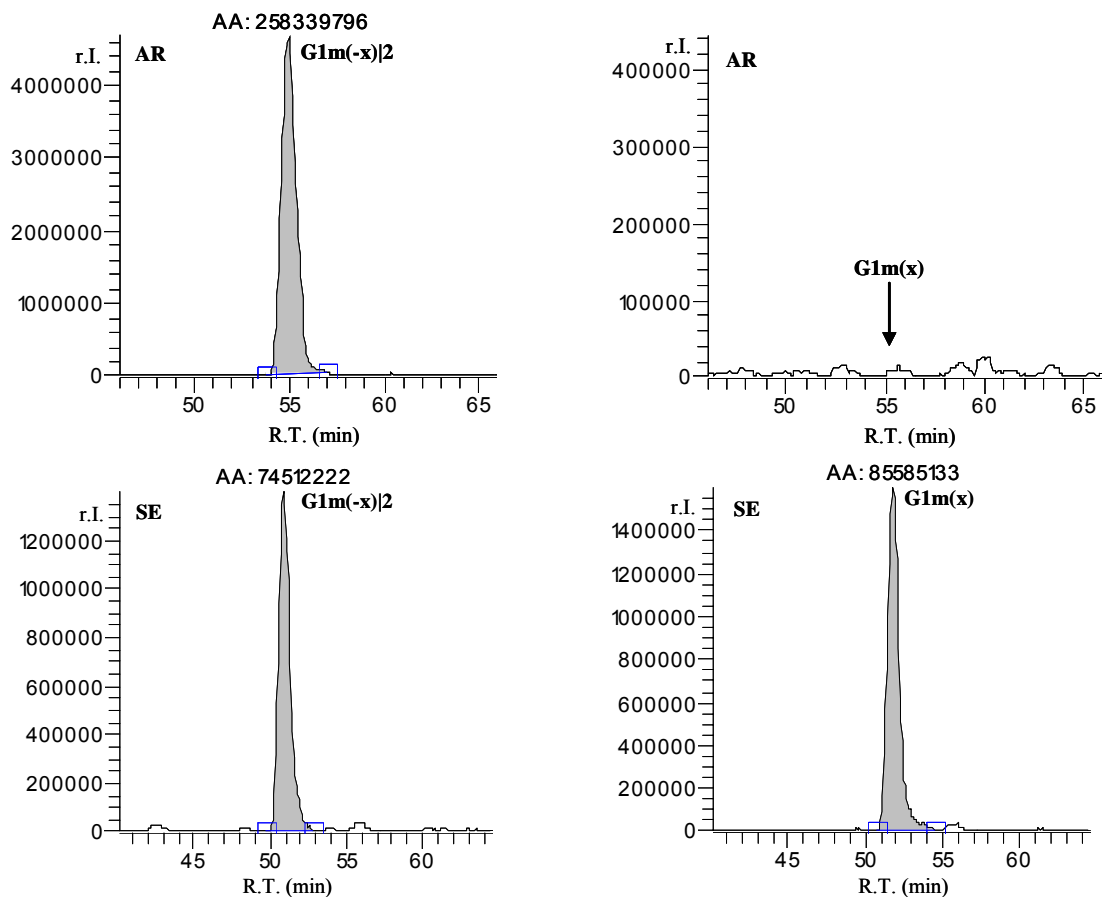 AA: 258339796
r.I.
AR
G1m(-x)|2
4000000
3000000
2000000
1000000
0
50
55
60
65
R.T. (min)
r.I.
AR
400000
300000
G1m(x)
200000
100000
0
50
55
60
65
R.T. (min)
AA: 74512222
r.I.
SE
G1m(-x)|2
1200000
1000000
800000
600000
400000
200000
0
45
50
55
60
R.T. (min)
AA: 85585133
r.I.
SE
G1m(x)
1400000
1200000
1000000
800000
600000
400000
200000
0
45
50
55
60
R.T. (min)